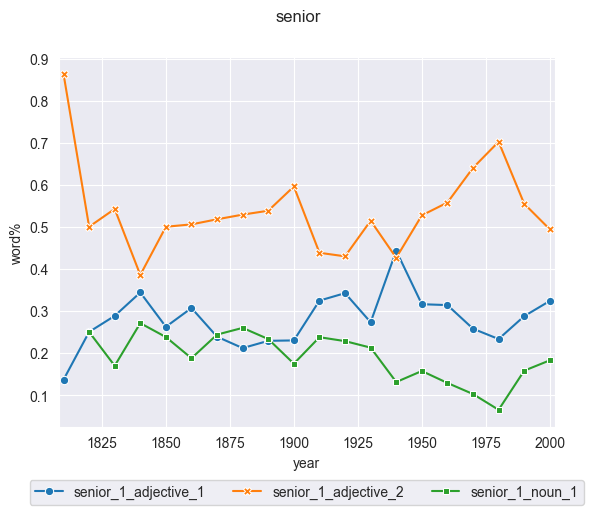 senior
0.9
0.8
0.7
0.6
0.5
0.4
0.3
0.2
0.1
word%
1825 1850 1875 1900 1925 1950 1975 2000
year
senior_1_adjective_1 senior_1_adjective_2 senior_1_noun_1